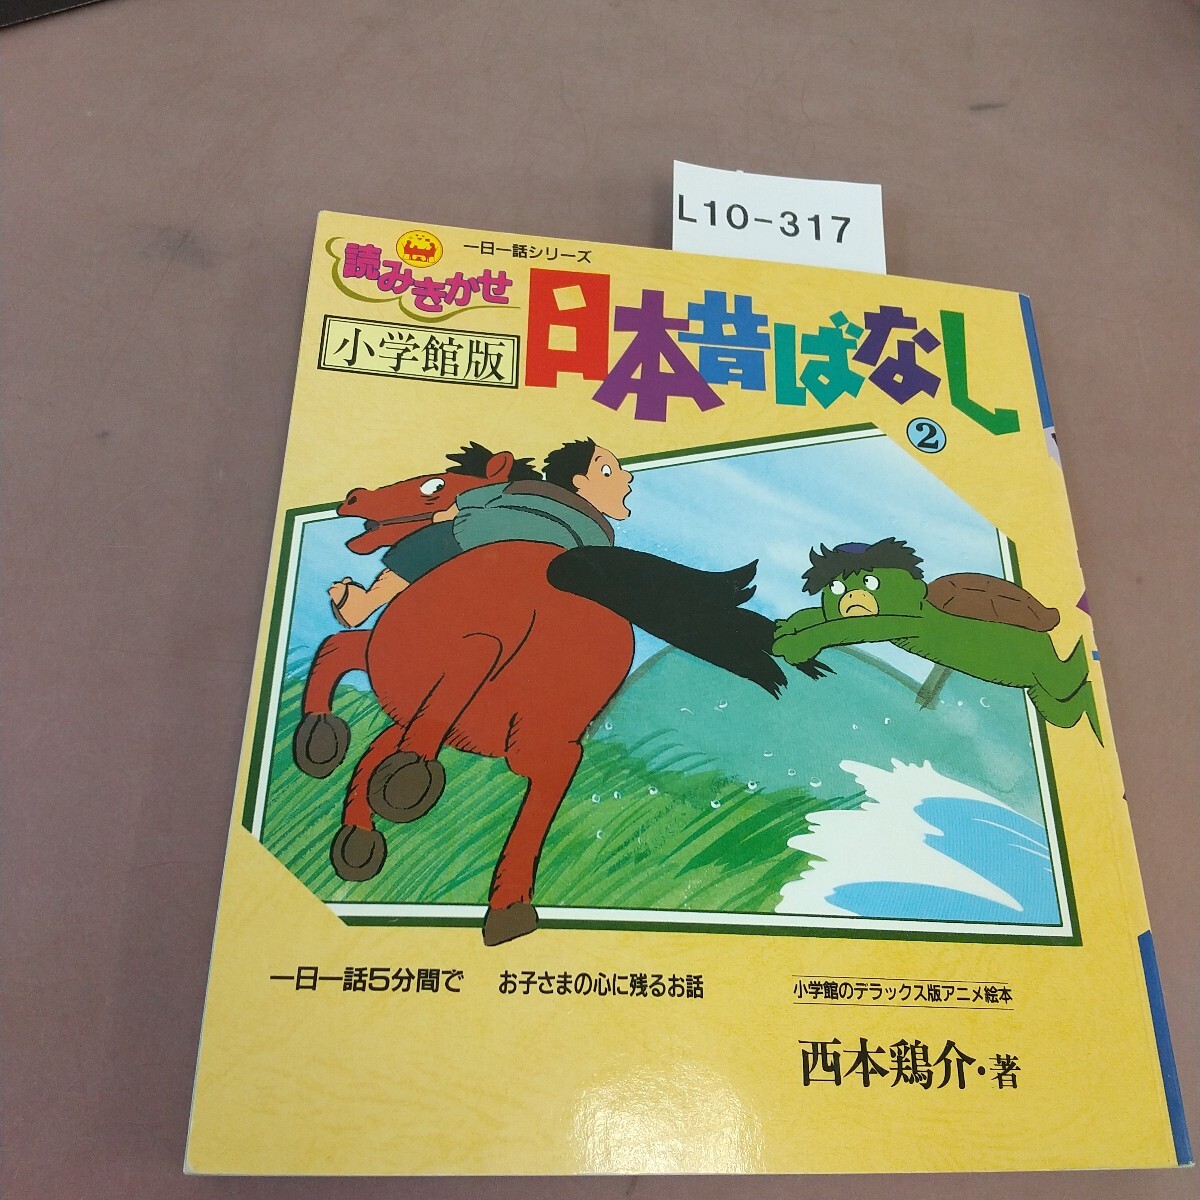 L10-317
一日一話シリーズ
読みきかせ
小学館版
日本昔ばなし
2
一日一話5分間で お子さまの心に残るお話
小学館のデラックス版アニメ絵本
西本鶏介・著